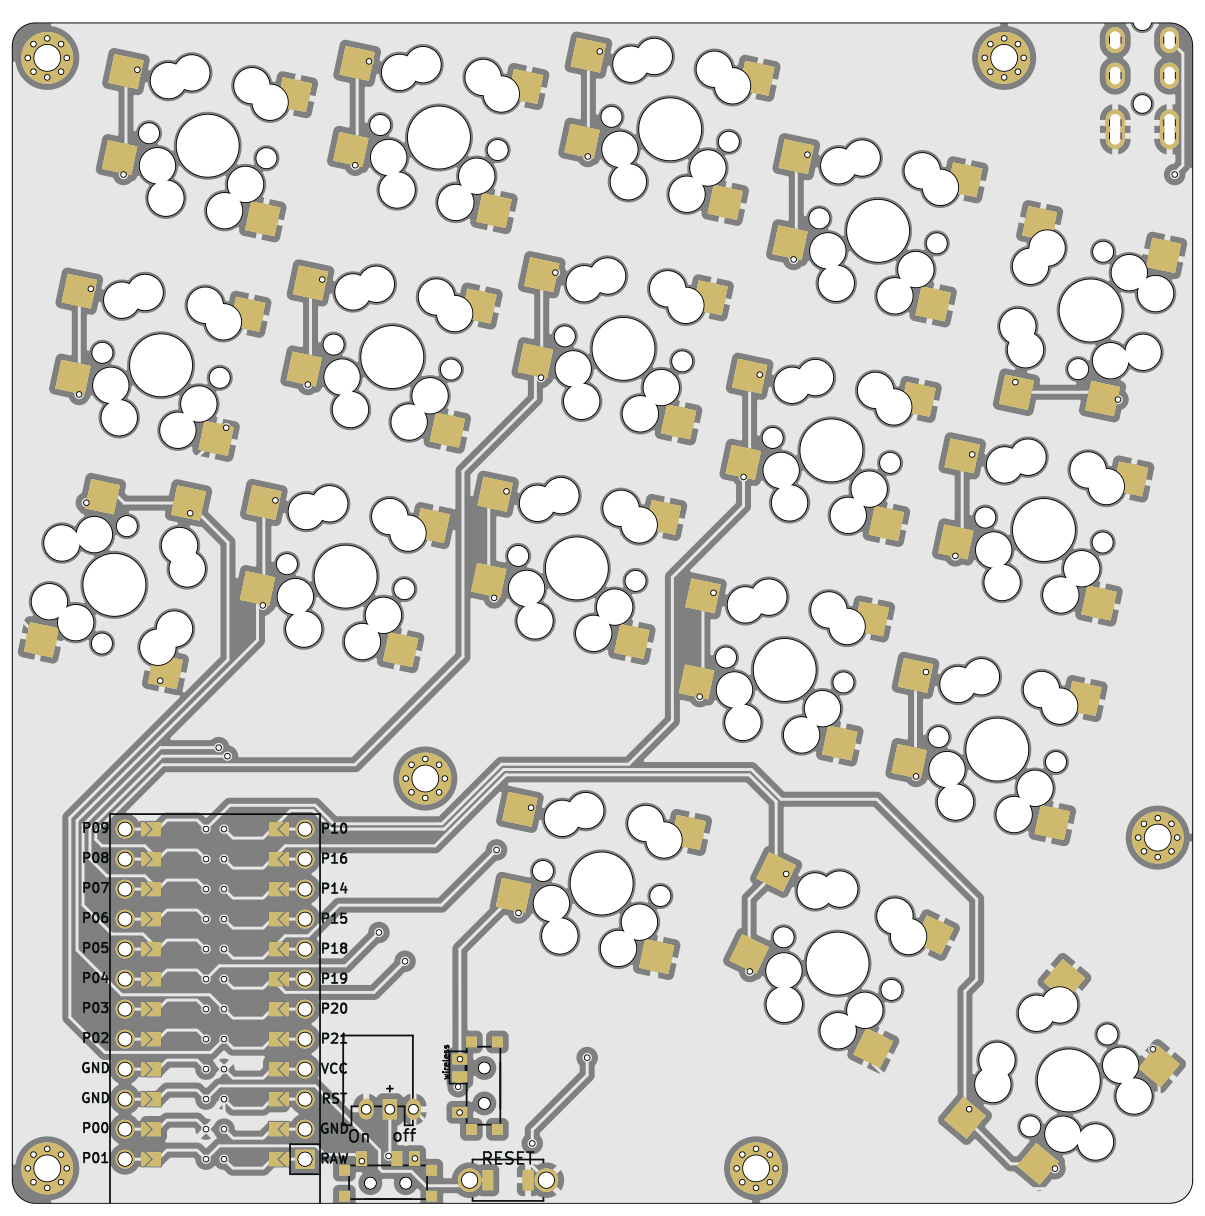 P09 P10
P08 P16
P07 P14
P06 P15
P05 P18
P04 P19
P03 P20
P02 P21
GND VCC
wireless
GND RST
+
P00 GND
On off
P01 RAW
RESET